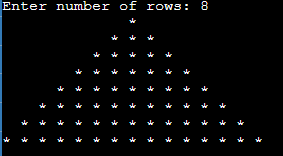 Enter number of rows: 8
              *
            * * *
          * * * * *
        * * * * * * *
      * * * * * * * * *
    * * * * * * * * * * *
  * * * * * * * * * * * * *
* * * * * * * * * * * * * * *